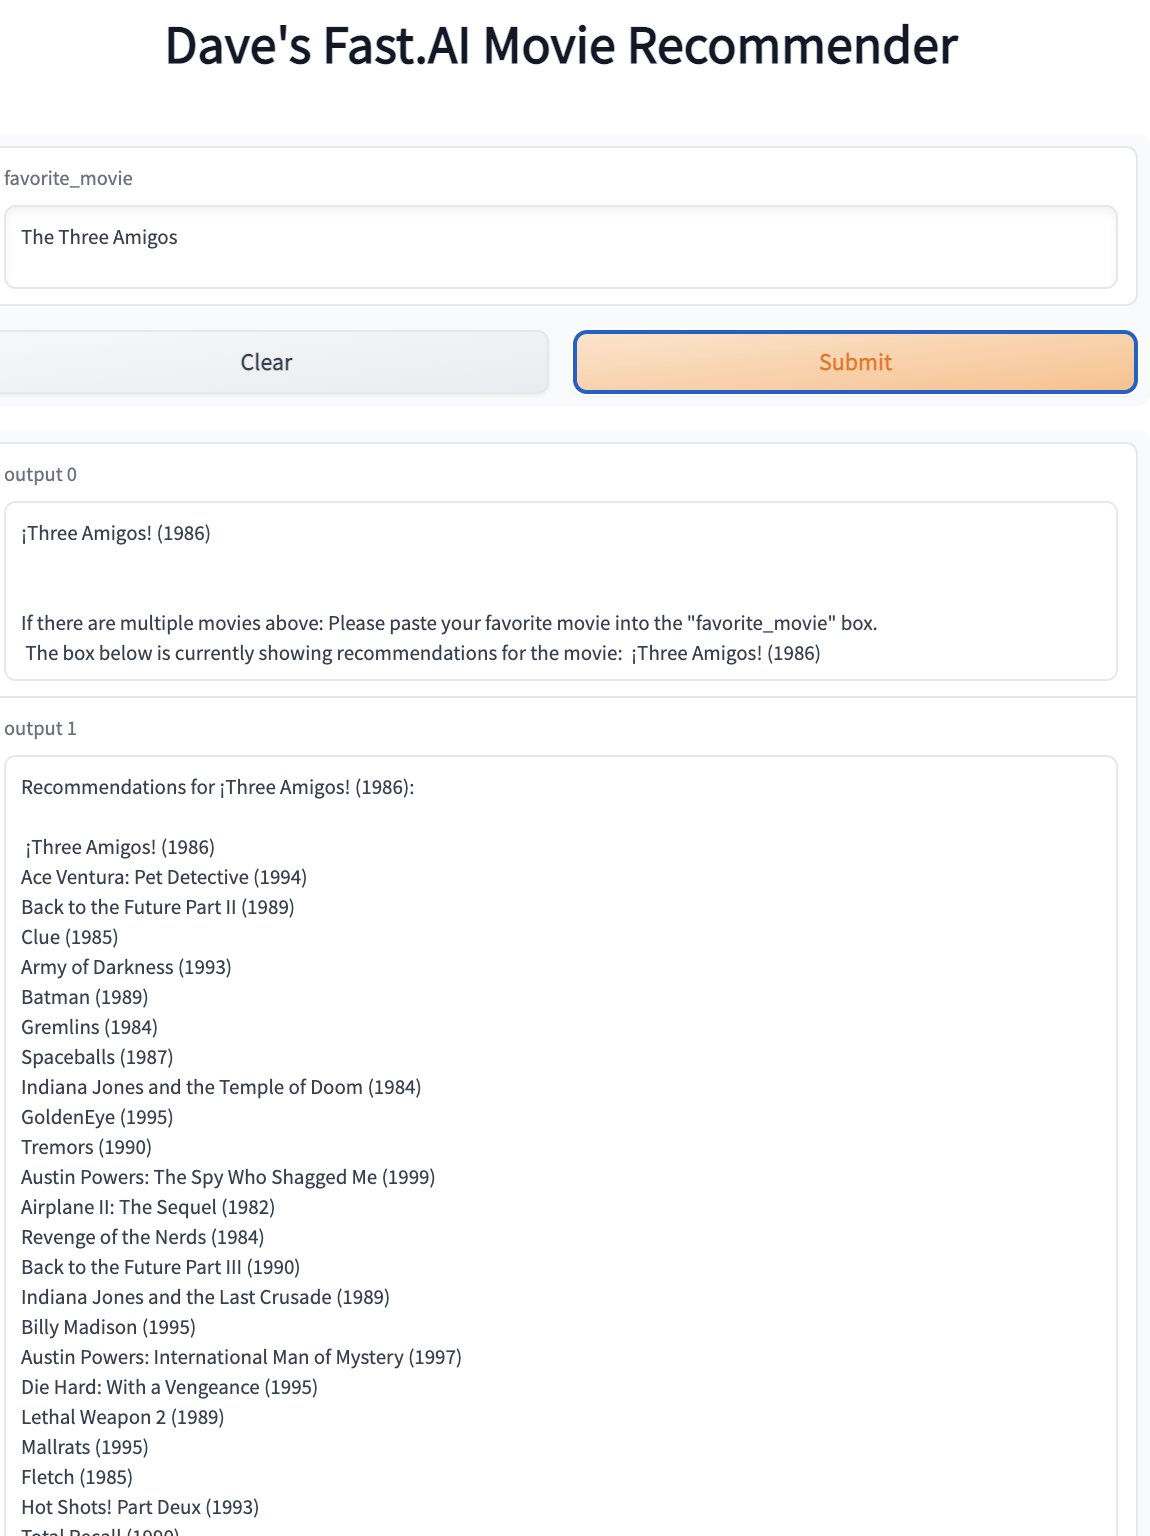 Dave's Fast.AI Movie Recommender
favorite_movie
The Three Amigos
Clear
Submit
output 0
¡Three Amigos! (1986)
If there are multiple movies above: Please paste your favorite movie into the "favorite_movie" box.
The box below is currently showing recommendations for the movie:  ¡Three Amigos! (1986)
output 1
Recommendations for ¡Three Amigos! (1986):
¡Three Amigos! (1986)
Ace Ventura: Pet Detective (1994)
Back to the Future Part II (1989)
Clue (1985)
Army of Darkness (1993)
Batman (1989)
Gremlins (1984)
Spaceballs (1987)
Indiana Jones and the Temple of Doom (1984)
GoldenEye (1995)
Tremors (1990)
Austin Powers: The Spy Who Shagged Me (1999)
Airplane II: The Sequel (1982)
Revenge of the Nerds (1984)
Back to the Future Part III (1990)
Indiana Jones and the Last Crusade (1989)
Billy Madison (1995)
Austin Powers: International Man of Mystery (1997)
Die Hard: With a Vengeance (1995)
Lethal Weapon 2 (1989)
Mallrats (1995)
Fletch (1985)
Hot Shots! Part Deux (1993)
Total Recall (1990)